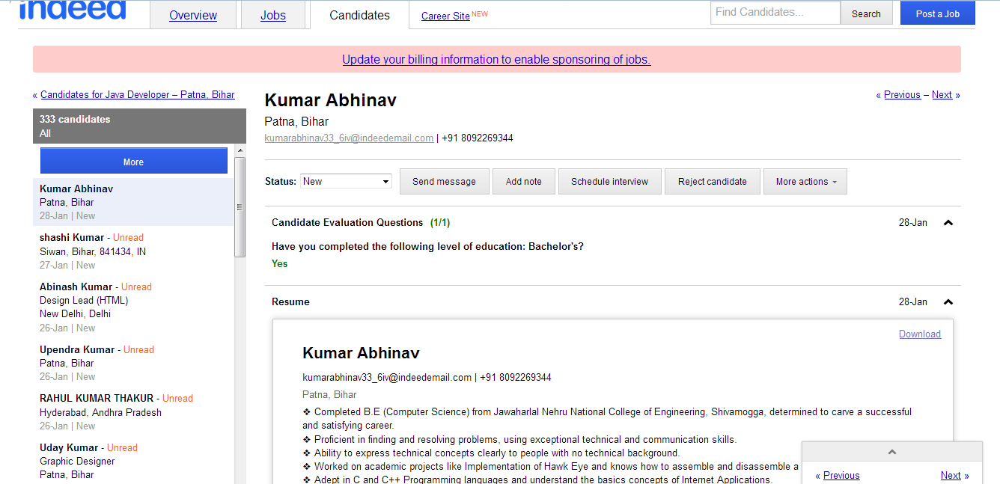 indeed
Overview
Jobs
Candidates
Career Site NEW
Find Candidates...
Search
Post a Job
Update your billing information to enable sponsoring of jobs.
« Candidates for Java Developer – Patna, Bihar
333 candidates
All
More
Kumar Abhinav
Patna, Bihar
28-Jan | New
shashi Kumar - Unread
Siwan, Bihar, 841434, IN
27-Jan | New
Abinash Kumar - Unread
Design Lead (HTML)
New Delhi, Delhi
26-Jan | New
Upendra Kumar - Unread
Patna, Bihar
26-Jan | New
RAHUL KUMAR THAKUR - Unread
Hyderabad, Andhra Pradesh
26-Jan | New
Uday Kumar - Unread
Graphic Designer
Patna, Bihar
Kumar Abhinav
« Previous – Next »
Patna, Bihar
kumarabhinav33_6iv@indeedemail.com | +91 8092269344
Status: New
Send message
Add note
Schedule interview
Reject candidate
More actions
Candidate Evaluation Questions (1/1)
28-Jan
Have you completed the following level of education: Bachelor's?
Yes
Resume
28-Jan
Download
Kumar Abhinav
kumarabhinav33_6iv@indeedemail.com | +91 8092269344
Patna, Bihar
❖ Completed B.E (Computer Science) from Jawaharlal Nehru National College of Engineering, Shivamogga, determined to carve a successful
and satisfying career.
❖ Proficient in finding and resolving problems, using exceptional technical and communication skills.
❖ Ability to express technical concepts clearly to people with no technical background.
❖ Worked on academic projects like Implementation of Hawk Eye and knows how to assemble and disassemble a
❖ Adept in C and C++ Programming languages and understand the basics concepts of Internet Applications.
« Previous
Next »